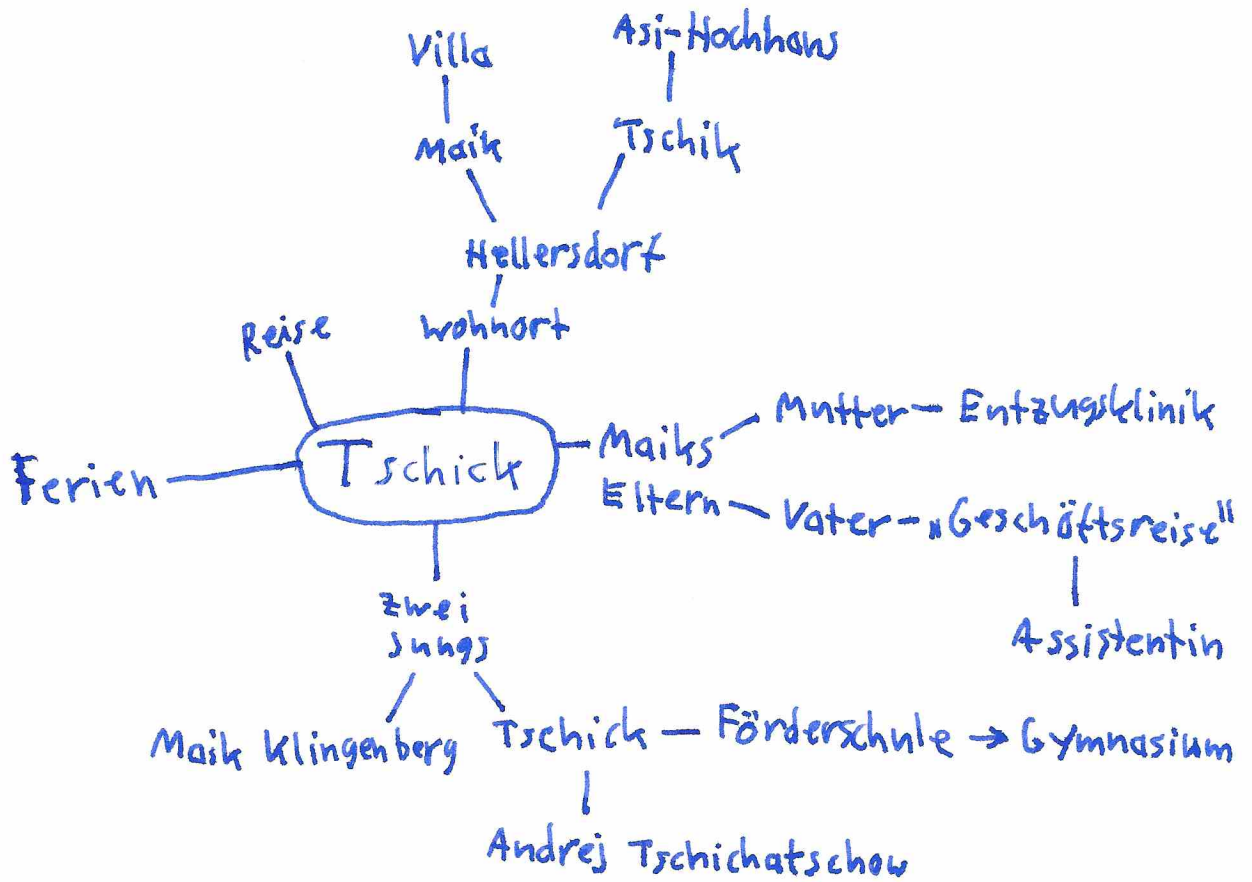 Villa
Asi-Hochhaus
Maik
Tschik
Hellersdorf
Reise
Wohnort
Mutter – Entzugsklinik
Maiks
Eltern
Tschick
Ferien
Vater – „Geschäftsreise"
Assistentin
Zwei
Jungs
Maik Klingenberg
Tschick – Förderschule → Gymnasium
Andrej Tschichatschow